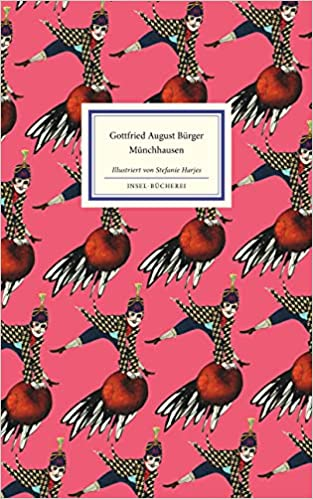 Gottfried August Bürger
Münchhausen
Illustriert von Stefanie Harjes
INSEL-BÜCHEREI